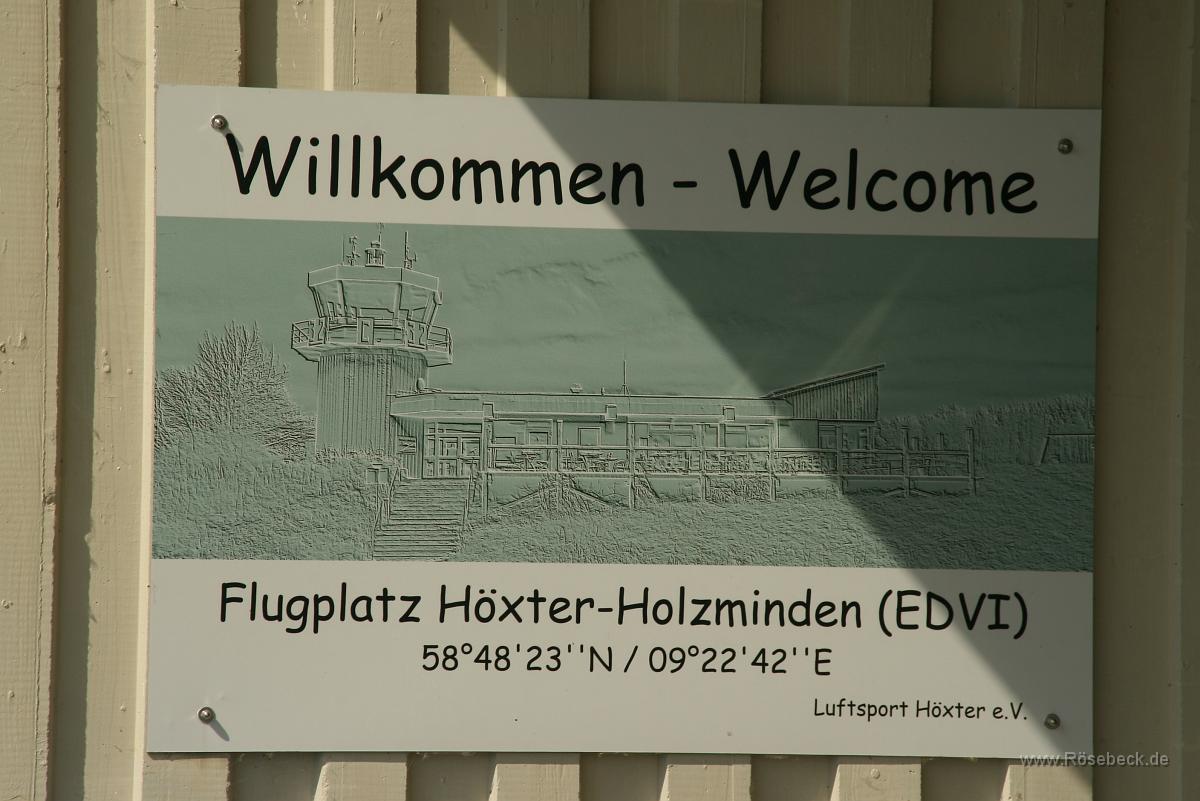 Willkommen - Welcome
Flugplatz Höxter-Holzminden (EDVI)
58°48'23''N / 09°22'42''E
Luftsport Höxter e.V.
www.Rösebeck.de